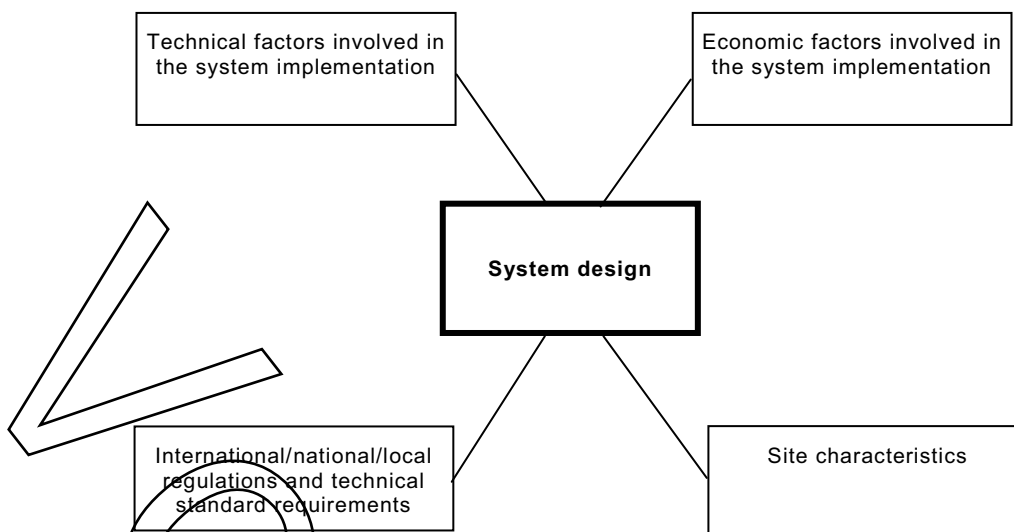 Technical factors involved in
the system implementation
Economic factors involved in
the system implementation
System design
International/national/local
regulations and technical
standard requirements
Site characteristics